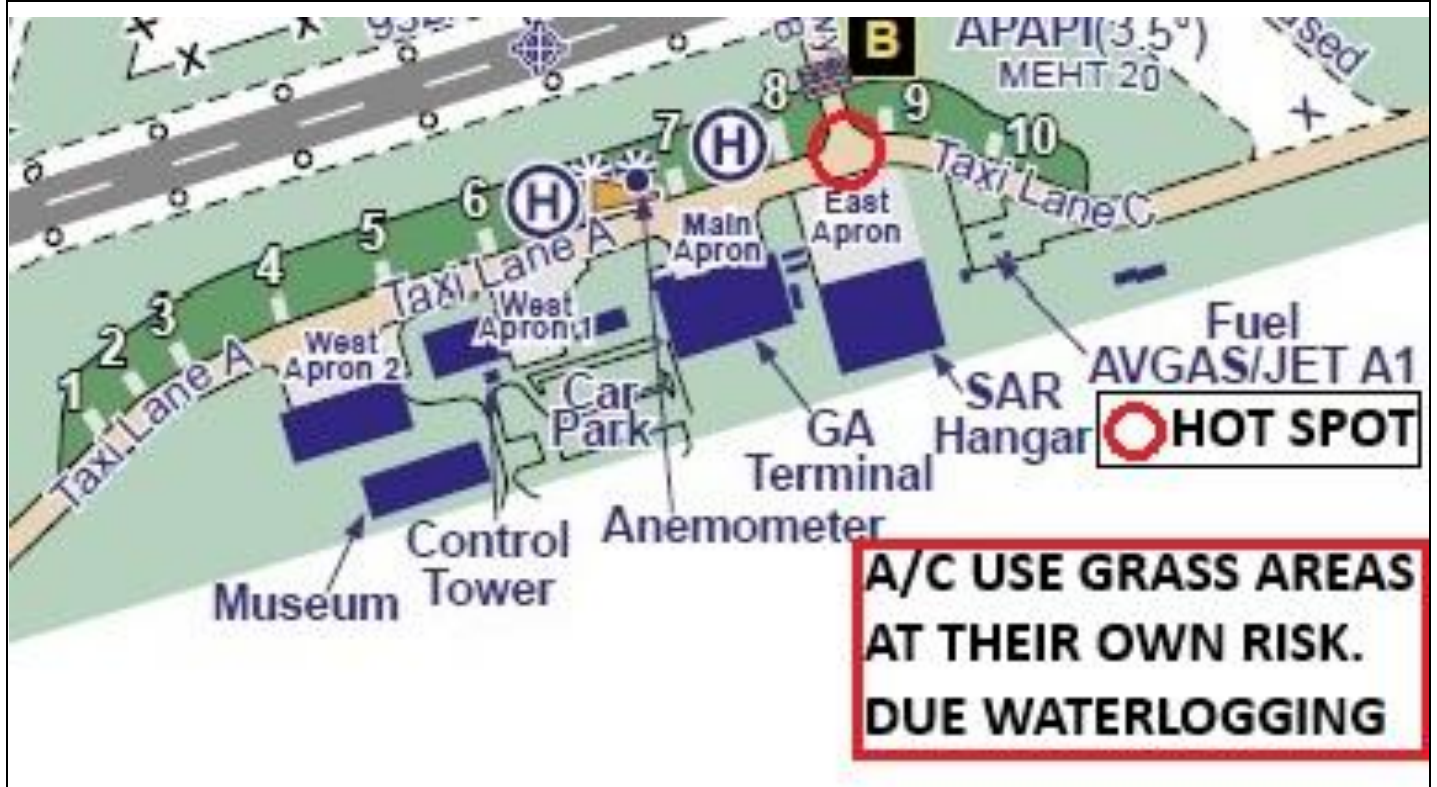 B
APAPI(3.5°)
MEHT 20
sed
X
X
X
8
9
10
7
H
6
H
5
4
3
2
1
Taxi Lane C
East
Apron
Main
Apron
Taxi Lane A
West
Apron 1
West
Apron 2
Taxi Lane A
Car
Park
Fuel
AVGAS/JET A1
SAR
Hangar
HOT SPOT
GA
Terminal
Anemometer
Control
Tower
Museum
A/C USE GRASS AREAS
AT THEIR OWN RISK.
DUE WATERLOGGING